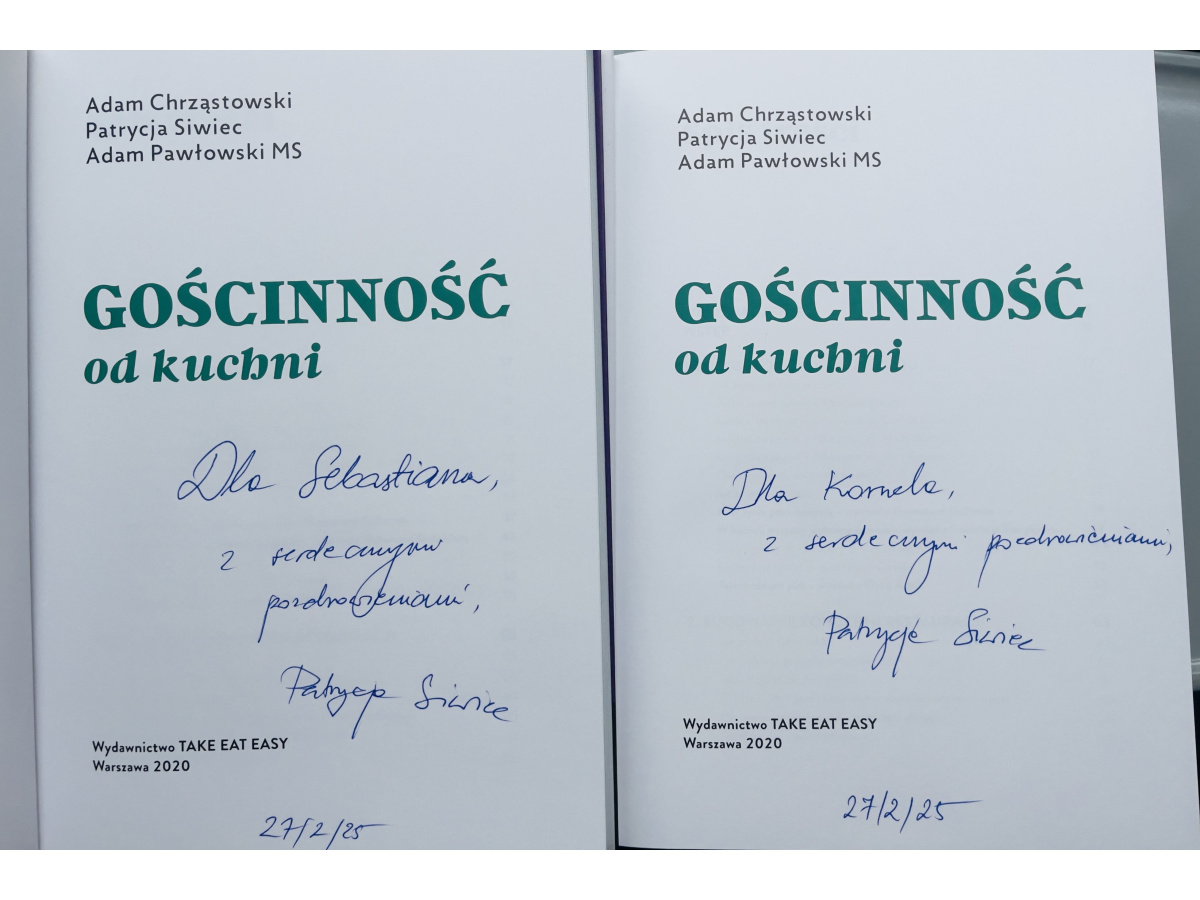 Adam Chrząstowski
Patrycja Siwiec
Adam Pawłowski MS
GOŚCINNOŚĆ
od kuchni
Dla Sebastiana,
z serdecznymi
pozdrowieniami,
Patrycja Siwiec
Wydawnictwo TAKE EAT EASY
Warszawa 2020
27/2/25
Adam Chrząstowski
Patrycja Siwiec
Adam Pawłowski MS
GOŚCINNOŚĆ
od kuchni
Dla Kornela,
z serdecznymi pozdrowieniami,
Patrycja Siwiec
Wydawnictwo TAKE EAT EASY
Warszawa 2020
27/2/25